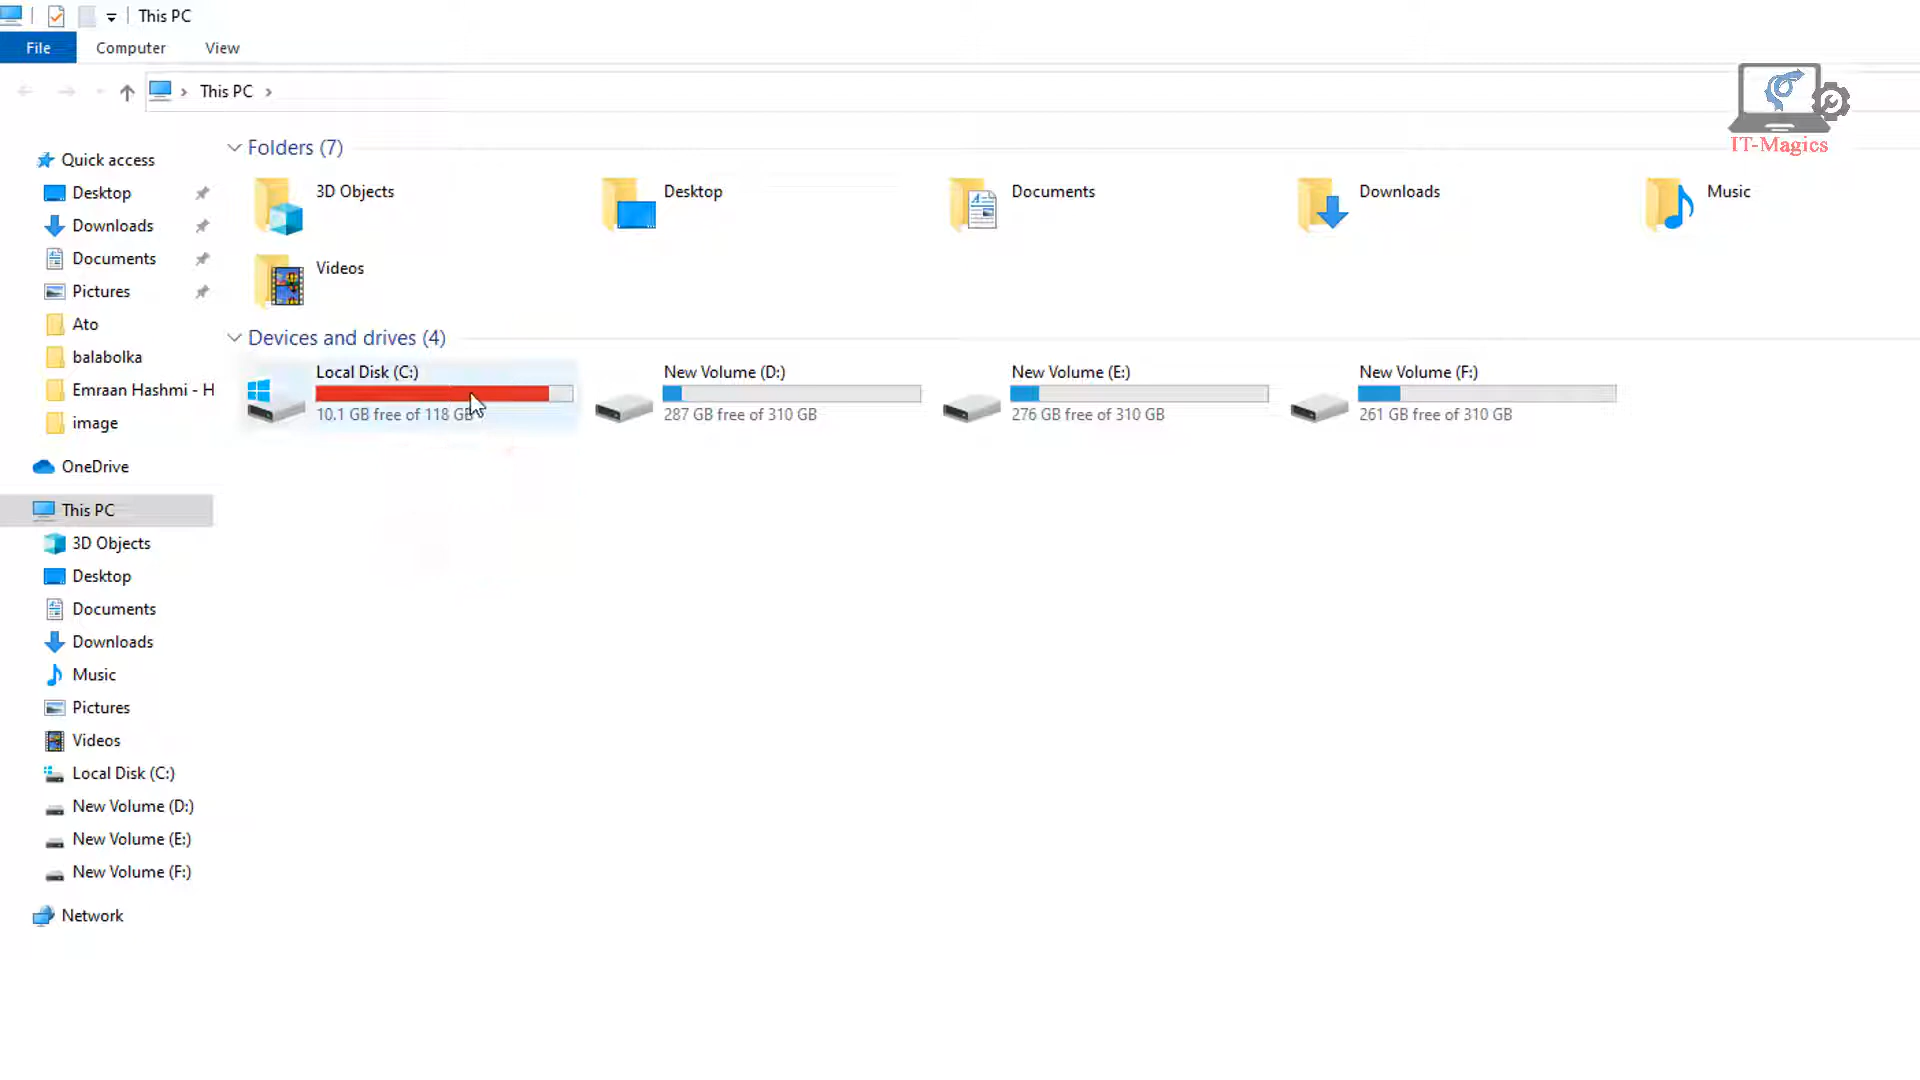 This PC
File Computer View
This PC
IT-Magics
Quick access
Desktop
Downloads
Documents
Pictures
Ato
balabolka
Emraan Hashmi - H
image
OneDrive
This PC
3D Objects
Desktop
Documents
Downloads
Music
Pictures
Videos
Local Disk (C:)
New Volume (D:)
New Volume (E:)
New Volume (F:)
Network
Folders (7)
3D Objects
Desktop
Documents
Downloads
Music
Videos
Devices and drives (4)
Local Disk (C:)
10.1 GB free of 118 GB
New Volume (D:)
287 GB free of 310 GB
New Volume (E:)
276 GB free of 310 GB
New Volume (F:)
261 GB free of 310 GB